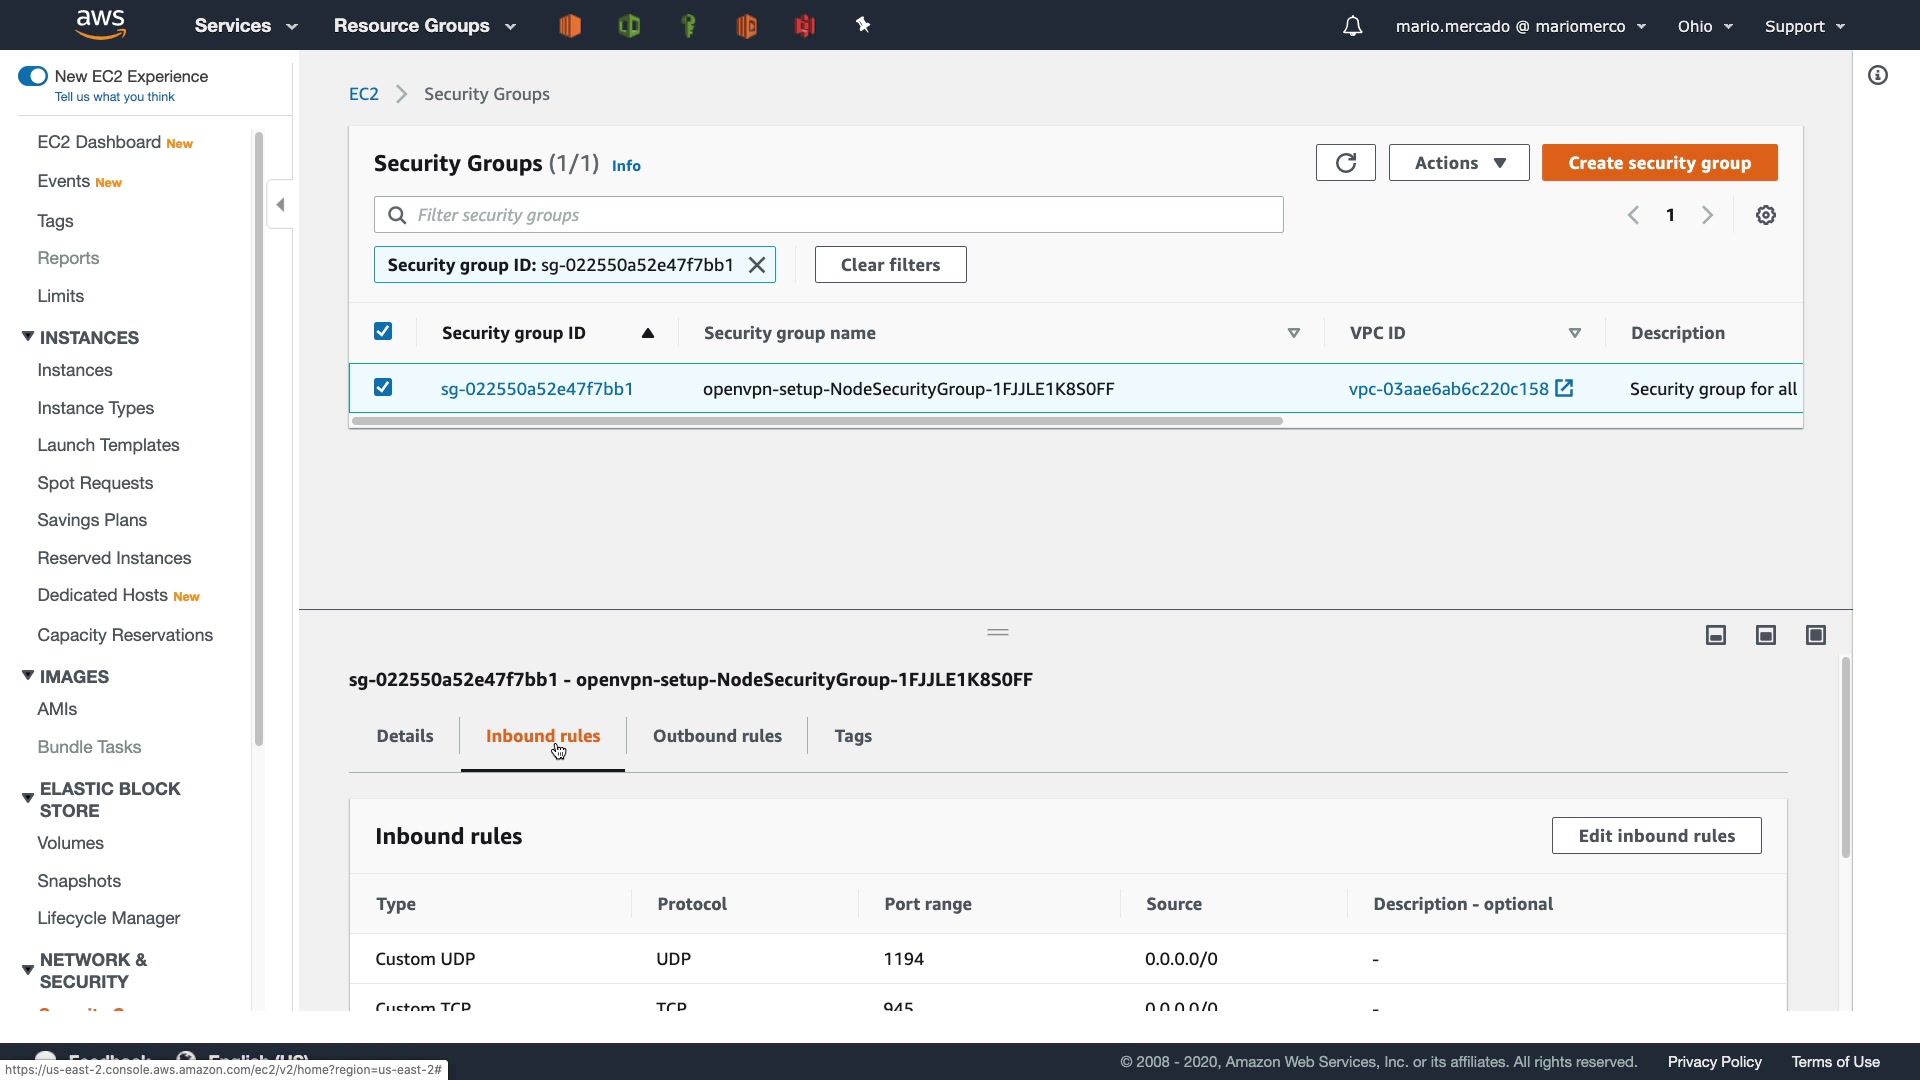 aws
Services
Resource Groups
mario.mercado @ mariomerco
Ohio
Support
New EC2 Experience
Tell us what you think
EC2 Dashboard New
Events New
Tags
Reports
Limits
INSTANCES
Instances
Instance Types
Launch Templates
Spot Requests
Savings Plans
Reserved Instances
Dedicated Hosts New
Capacity Reservations
IMAGES
AMIs
Bundle Tasks
ELASTIC BLOCK
STORE
Volumes
Snapshots
Lifecycle Manager
NETWORK &
SECURITY
EC2 > Security Groups
Security Groups (1/1) Info
Actions
Create security group
Filter security groups
1
Security group ID: sg-022550a52e47f7bb1
Clear filters
Security group ID
Security group name
VPC ID
Description
sg-022550a52e47f7bb1
openvpn-setup-NodeSecurityGroup-1FJJLE1K8S0FF
vpc-03aae6ab6c220c158
Security group for all
sg-022550a52e47f7bb1 - openvpn-setup-NodeSecurityGroup-1FJJLE1K8S0FF
Details
Inbound rules
Outbound rules
Tags
Inbound rules
Edit inbound rules
Type
Protocol
Port range
Source
Description - optional
Custom UDP
UDP
1194
0.0.0.0/0
-
Custom TCP
TCP
945
0.0.0.0/0
-
Feedback
English (US)
https://us-east-2.console.aws.amazon.com/ec2/v2/home?region=us-east-2#
© 2008 - 2020, Amazon Web Services, Inc. or its affiliates. All rights reserved.
Privacy Policy
Terms of Use